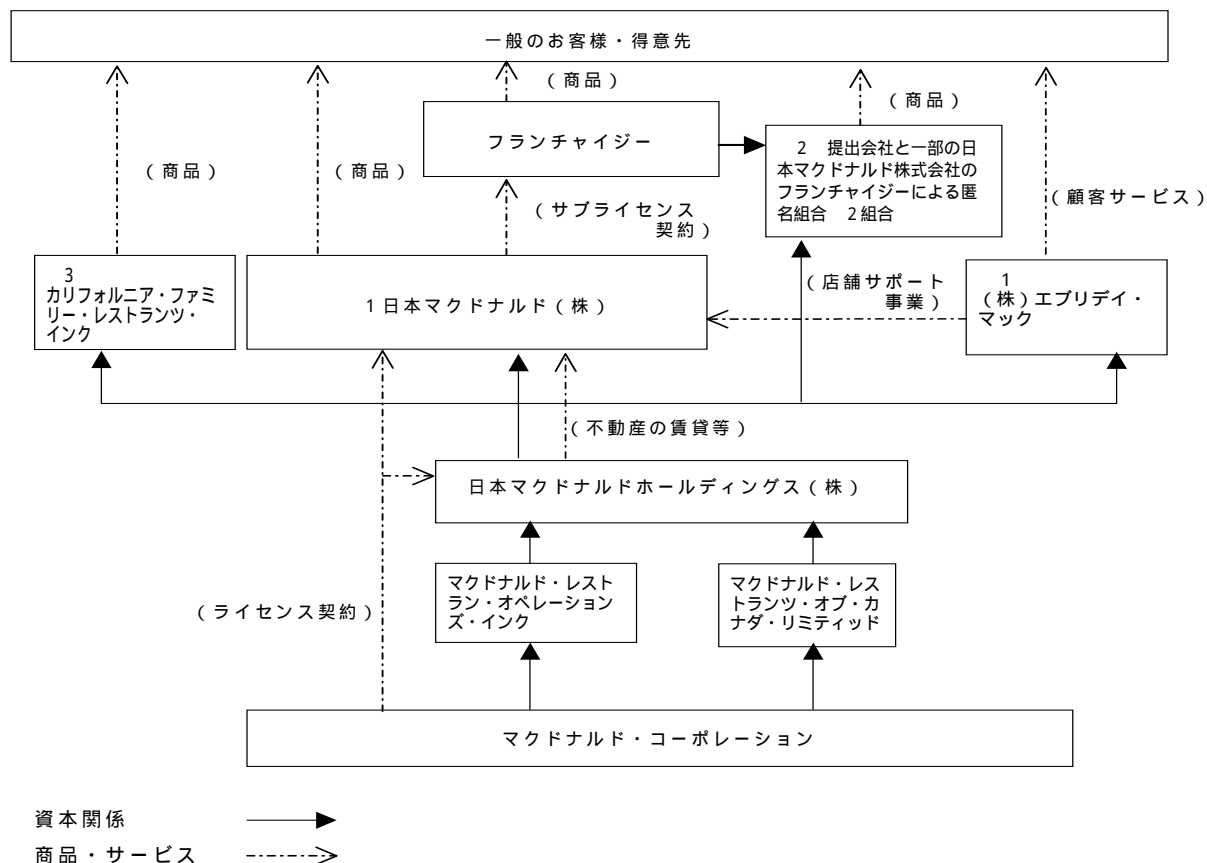 一般のお客様・得意先
（商品）
（商品）
フランチャイジー
２　提出会社と一部の日
本マクドナルド株式会社の
フランチャイジーによる匿
名組合　２組合
（商品）
（商品）
（顧客サービス）
（サブライセンス
契約）
３
カリフォルニア・ファミ
リー・レストランツ・
インク
１日本マクドナルド（株）
（店舗サポート
事業）
１
（株）エブリデイ・
マック
（不動産の賃貸等）
日本マクドナルドホールディングス（株）
マクドナルド・レスト
ラン・オペレーション
ズ・インク
マクドナルド・レス
トランツ・オブ・カ
ナダ・リミティッド
（ライセンス契約）
マクドナルド・コーポレーション
資本関係
商品・サービス